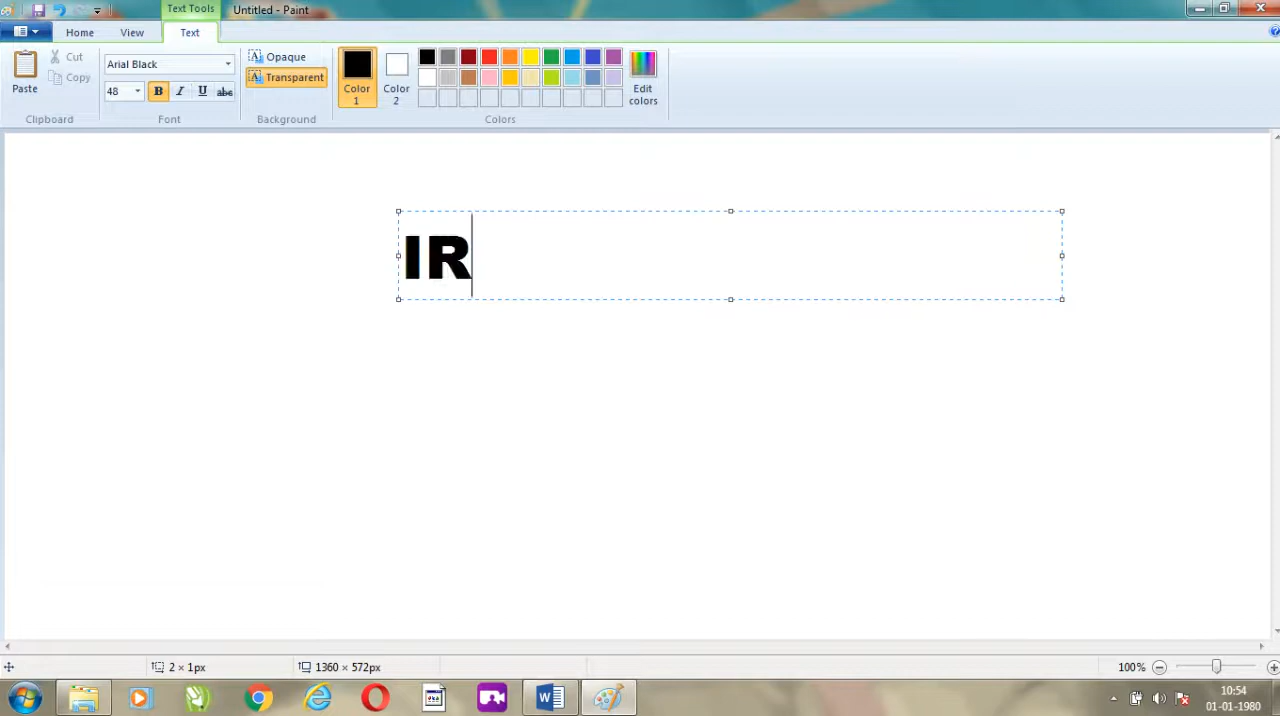 Text Tools
Untitled - Paint
Home
View
Text
Paste
Cut
Copy
Clipboard
Arial Black
48
B
I
U
abc
Font
A
Opaque
A
Transparent
Background
Color
1
Color
2
Edit
colors
Colors
IR
2 × 1px
1360 × 572px
100%
10:54
01-01-1980